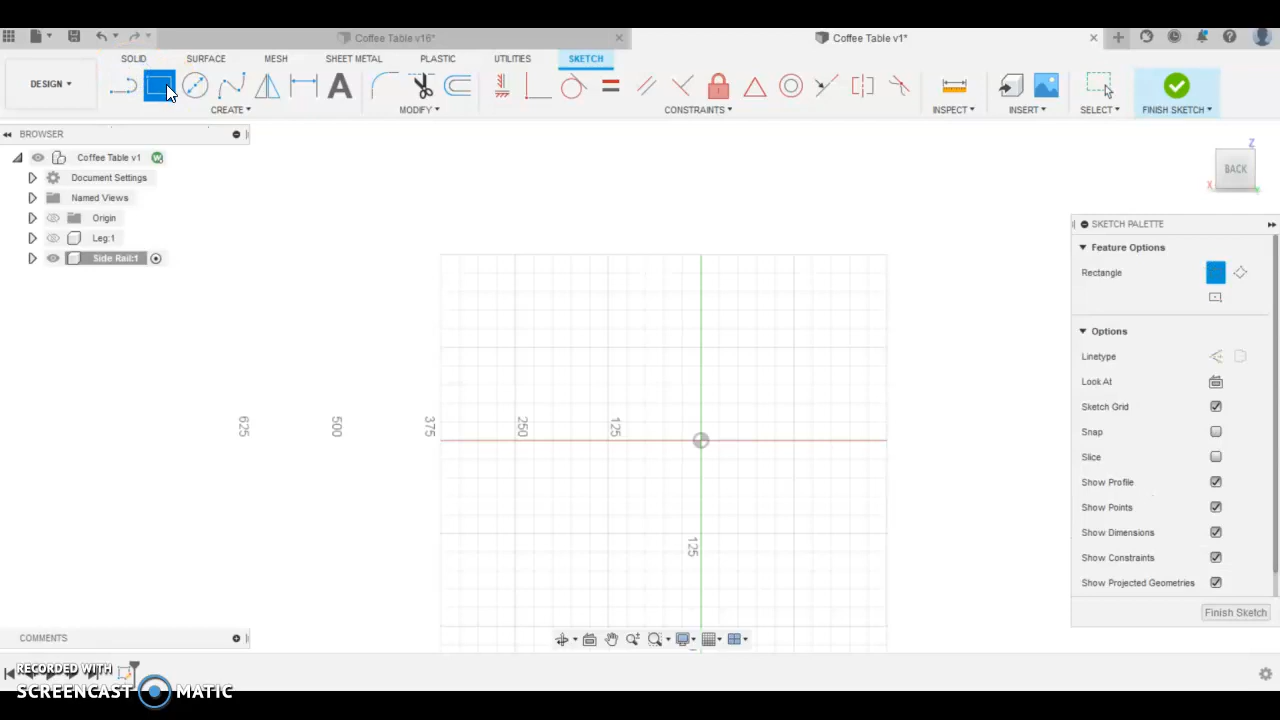 Coffee Table v16*
Coffee Table v1*
DESIGN
SOLID
SURFACE
MESH
SHEET METAL
PLASTIC
UTILITIES
SKETCH
CREATE
MODIFY
CONSTRAINTS
INSPECT
INSERT
SELECT
FINISH SKETCH
BROWSER
Coffee Table v1
Document Settings
Named Views
Origin
Leg:1
Side Rail:1
Z
BACK
X
SKETCH PALETTE
Feature Options
Rectangle
Options
Linetype
Look At
Sketch Grid
Snap
Slice
Show Profile
Show Points
Show Dimensions
Show Constraints
Show Projected Geometries
Finish Sketch
625
500
375
250
125
125
COMMENTS
RECORDED WITH
SCREENCAST MATIC